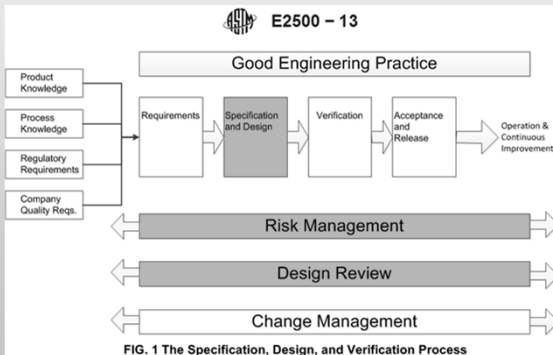 ASTM
E2500 – 13
Good Engineering Practice
Product
Knowledge
Process
Knowledge
Regulatory
Requirements
Company
Quality Reqs.
Requirements
Specification
and Design
Verification
Acceptance
and
Release
Operation &
Continuous
Improvement
Risk Management
Design Review
Change Management
FIG. 1 The Specification, Design, and Verification Process